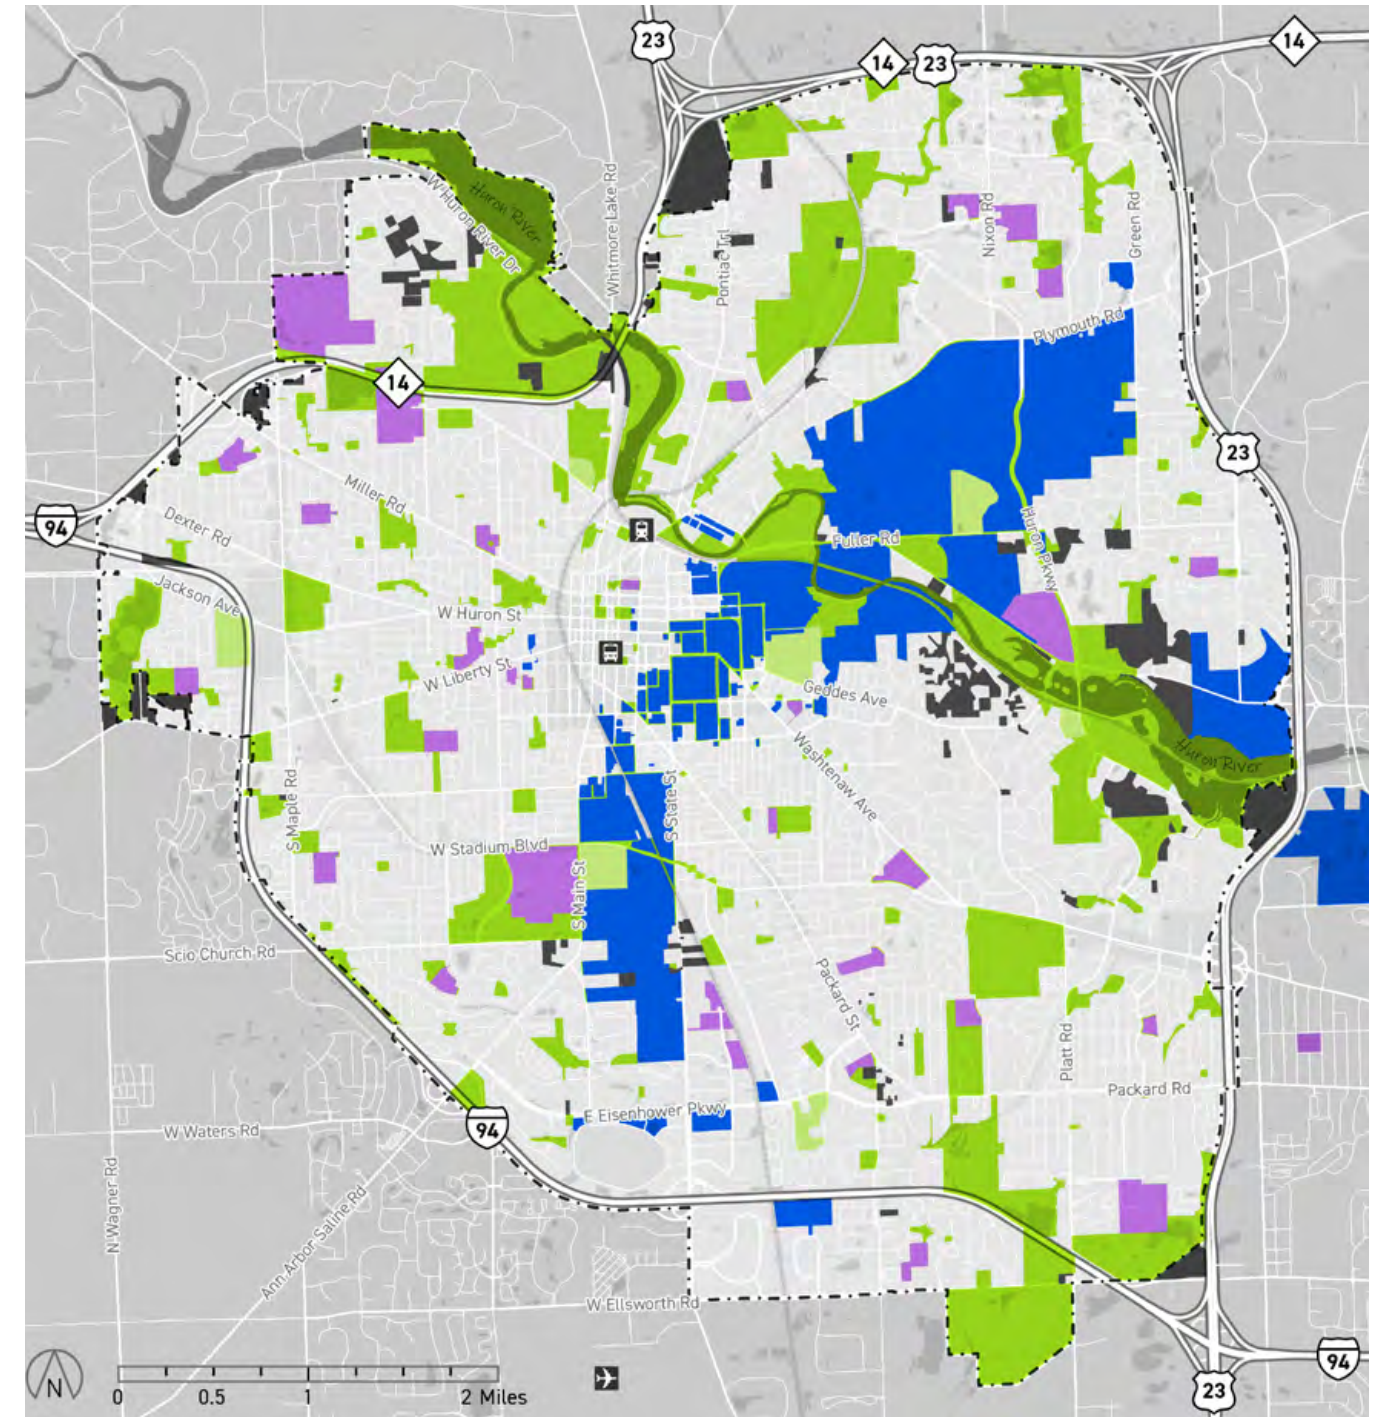 23
14
14
23
Huron River
W Huron River Dr
Whitmore Lake Rd
Pontiac Trl
Nixon Rd
Green Rd
Plymouth Rd
14
23
Miller Rd
94
Dexter Rd
Huron Pkwy
Fuller Rd
Jackson Ave
W Huron St
W Liberty St
Geddes Ave
Huron River
Washtenaw Ave
S State St
S Maple Rd
W Stadium Blvd
S Main St
Scio Church Rd
Packard St
Platt Rd
Packard Rd
E Eisenhower Pkwy
94
W Waters Rd
N Wagner Rd
Ann Arbor Saline Rd
W Ellsworth Rd
94
23
N
0 0.5 1 2 Miles